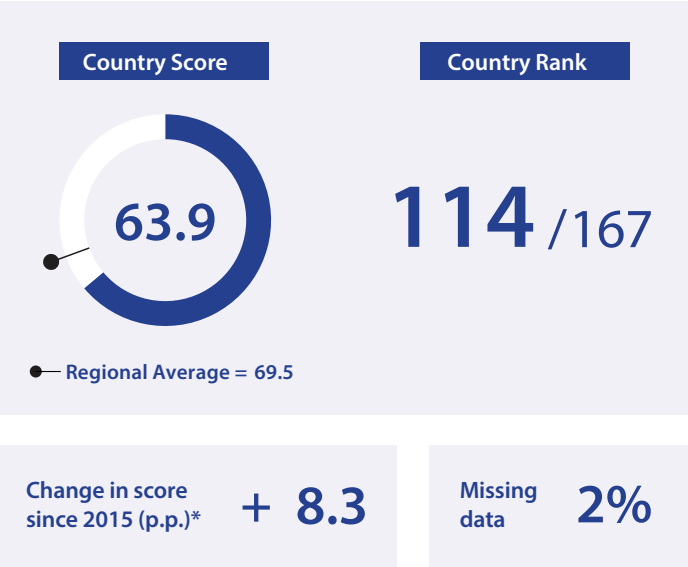 Country Score
Country Rank
63.9
114 /167
Regional Average = 69.5
Change in score
since 2015 (p.p.)*
+ 8.3
Missing
data
2%